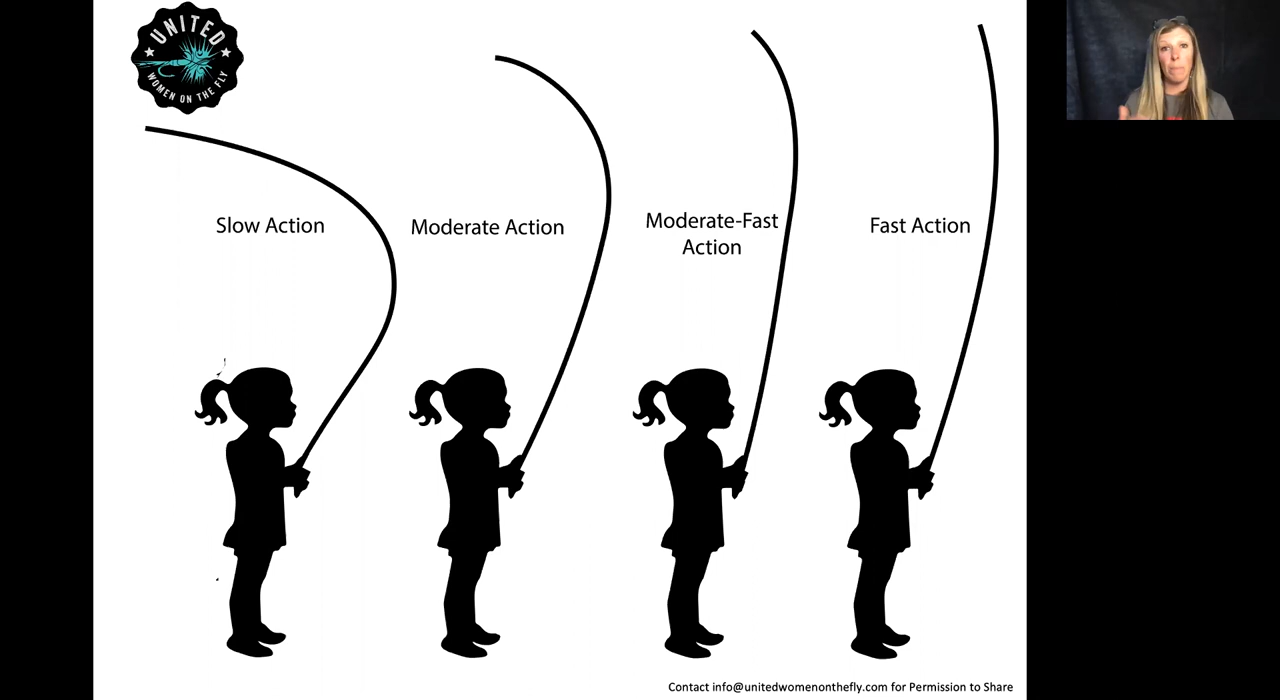 UNITED
WOMEN ON THE FLY
Slow Action
Moderate Action
Moderate-Fast
Action
Fast Action
Contact info@unitedwomenonthefly.com for Permission to Share